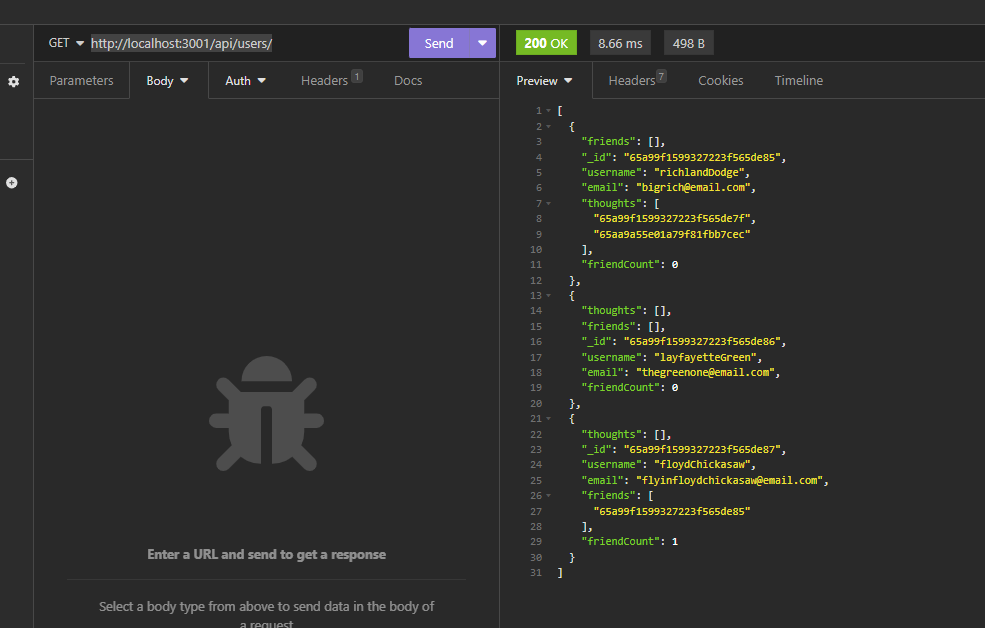 GET http://localhost:3001/api/users/ Send 200 OK 8.66 ms 498 B
Parameters Body Auth Headers 1 Docs Preview Headers 7 Cookies Timeline
1 [
2 {
3 "friends": [],
4 "_id": "65a99f1599327223f565de85",
5 "username": "richlandDodge",
6 "email": "bigrich@email.com",
7 "thoughts": [
8 "65a99f1599327223f565de7f",
9 "65aa9a55e01a79f81fbb7cec"
10 ],
11 "friendCount": 0
12 },
13 {
14 "thoughts": [],
15 "friends": [],
16 "_id": "65a99f1599327223f565de86",
17 "username": "layfayetteGreen",
18 "email": "thegreenone@email.com",
19 "friendCount": 0
20 },
21 {
22 "thoughts": [],
23 "_id": "65a99f1599327223f565de87",
24 "username": "floydChickasaw",
25 "email": "flyinfloydchickasaw@email.com",
26 "friends": [
27 "65a99f1599327223f565de85"
28 ],
29 "friendCount": 1
30 }
31 ]
Enter a URL and send to get a response
Select a body type from above to send data in the body of
a request